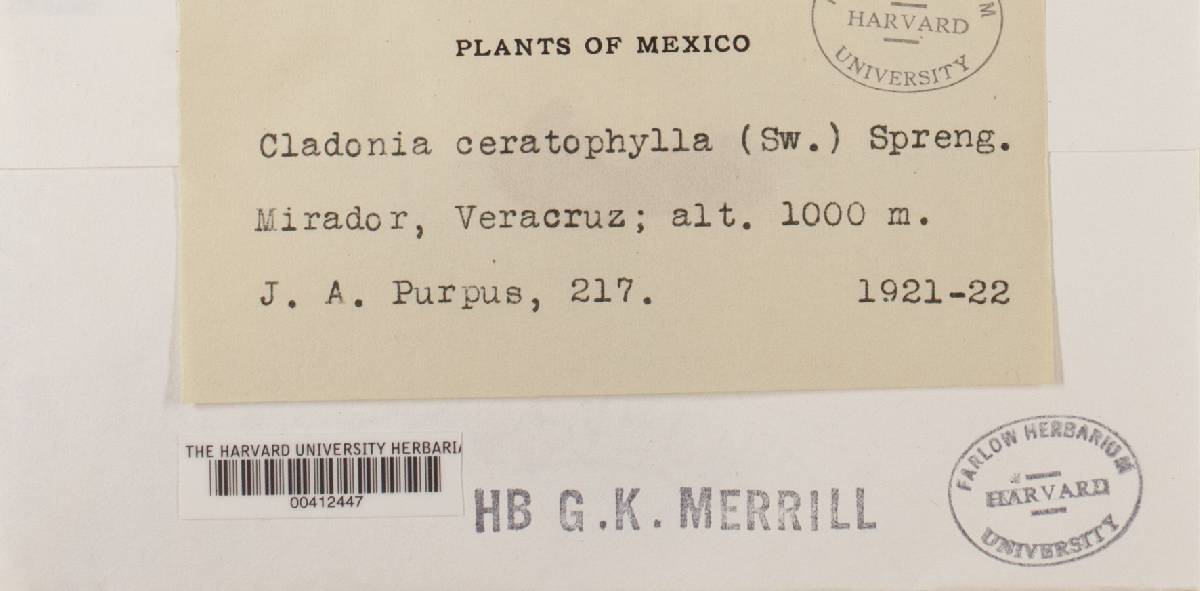 HARVARD
UNIVERSITY
PLANTS OF MEXICO
Cladonia ceratophylla (Sw.) Spreng.
Mirador, Veracruz; alt. 1000 m.
J. A. Purpus, 217. 1921-22
THE HARVARD UNIVERSITY HERBARI
00412447
HB G.K. MERRILL
FARLOW HERBARIUM
HARVARD
UNIVERSITY